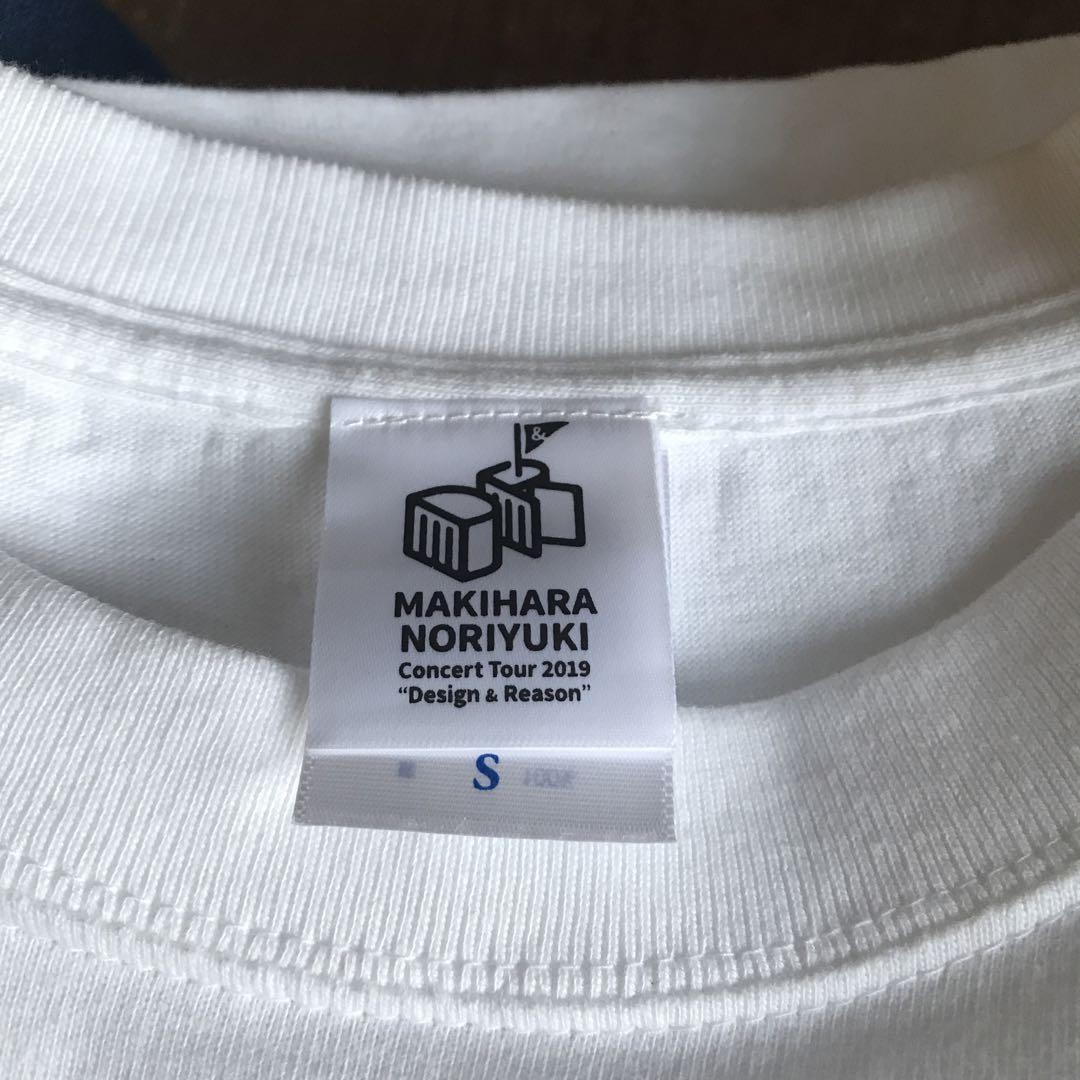 &
MAKIHARA
NORIYUKI
Concert Tour 2019
“Design & Reason”
S